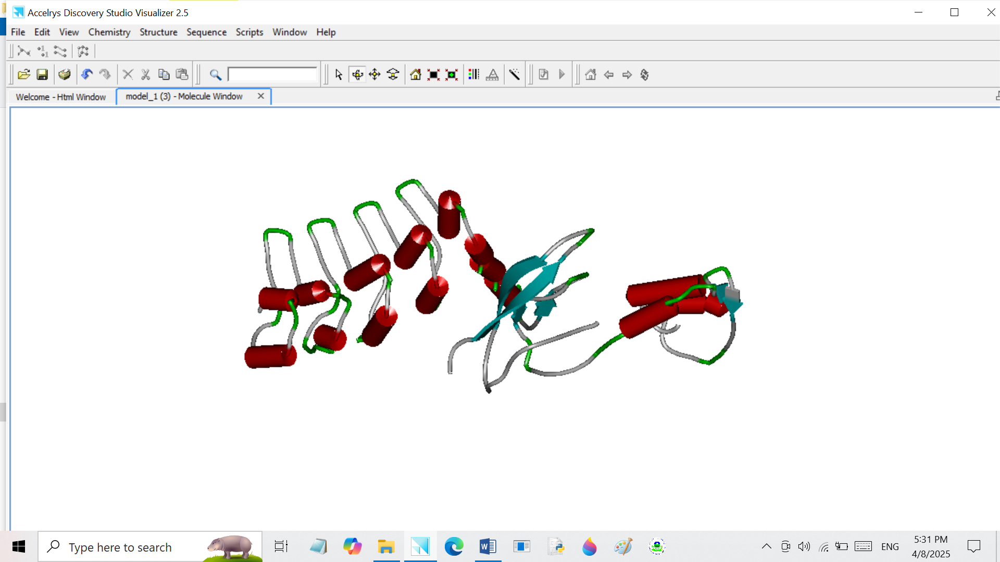 Accelrys Discovery Studio Visualizer 2.5
File Edit View Chemistry Structure Sequence Scripts Window Help
Welcome - Html Window model_1 (3) - Molecule Window
Type here to search
ENG
5:31 PM
4/8/2025